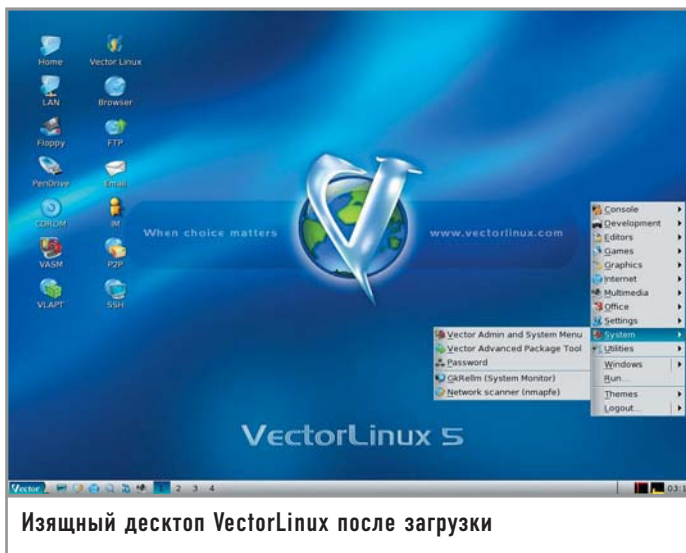 Home
Vector Linux
LAN
Browser
Floppy
FTP
PenDrive
Email
CDROM
IM
VASM
P2P
VLAPT
SSH
When choice matters
www.vectorlinux.com
Console
Development
Editors
Games
Graphics
Internet
Multimedia
Office
Settings
System
Utilities
Windows
Run...
Themes
Logout...
Vector Admin and System Menu
Vector Advanced Package Tool
Password
GkRellm (System Monitor)
Network scanner (nmapfe)
VectorLinux 5
Vector
1 2 3 4
Изящный десктоп VectorLinux после загрузки